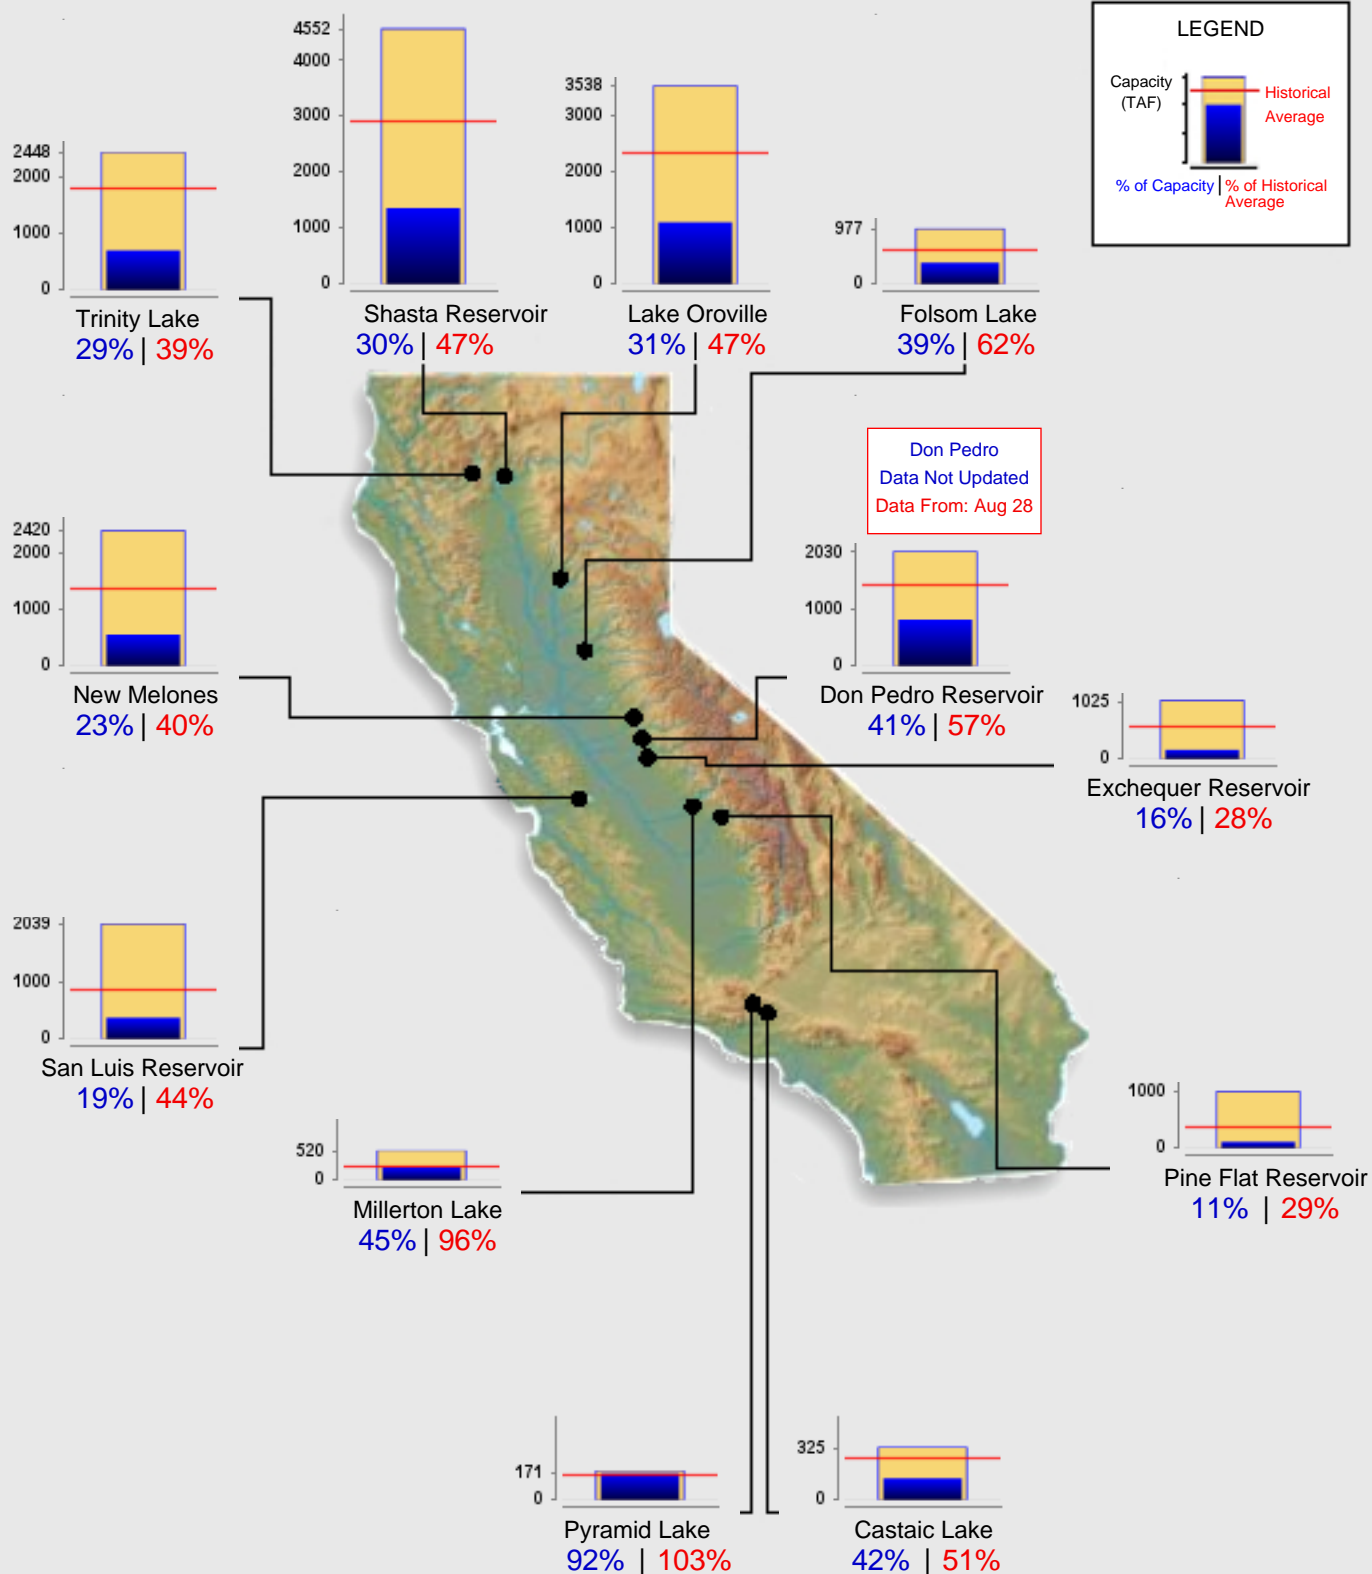 LEGEND
Capacity
(TAF)
Historical
Average
% of Capacity | % of Historical
Average
4552
4000
3000
2000
1000
0
Shasta Reservoir
30% | 47%
3538
3000
2000
1000
0
Lake Oroville
31% | 47%
2448
2000
1000
0
Trinity Lake
29% | 39%
977
0
Folsom Lake
39% | 62%
Don Pedro
Data Not Updated
Data From: Aug 28
2420
2000
1000
0
New Melones
23% | 40%
2030
1000
0
Don Pedro Reservoir
41% | 57%
1025
0
Exchequer Reservoir
16% | 28%
2039
1000
0
San Luis Reservoir
19% | 44%
520
0
Millerton Lake
45% | 96%
1000
0
Pine Flat Reservoir
11% | 29%
171
0
Pyramid Lake
92% | 103%
325
0
Castaic Lake
42% | 51%